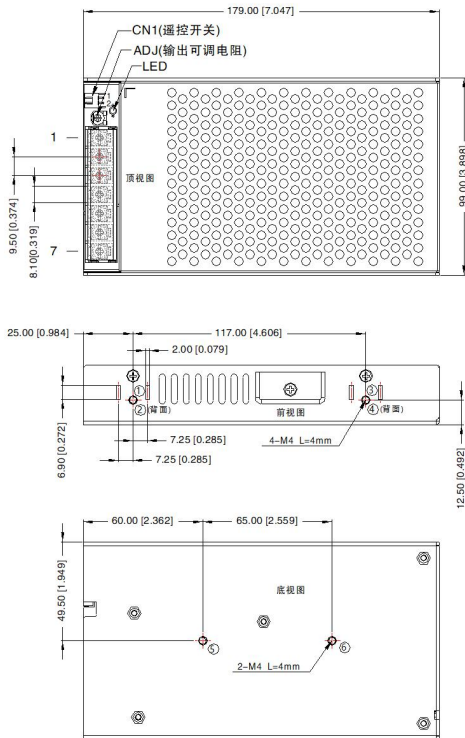 179.00 [7.047]
CN1(遥控开关)
ADJ(输出可调电阻)
LED
1
2
1
顶视图
99.00 [3.898]
9.50 [0.374]
8.10[0.319]
7
25.00 [0.984]
117.00 [4.606]
2.00 [0.079]
①
③
②(背面)
前视图
④(背面)
6.90 [0.272]
7.25 [0.285]
7.25 [0.285]
4-M4 L=4mm
12.50 [0.492]
60.00 [2.362]
65.00 [2.559]
49.50 [1.949]
底视图
⑤
⑥
2-M4 L=4mm